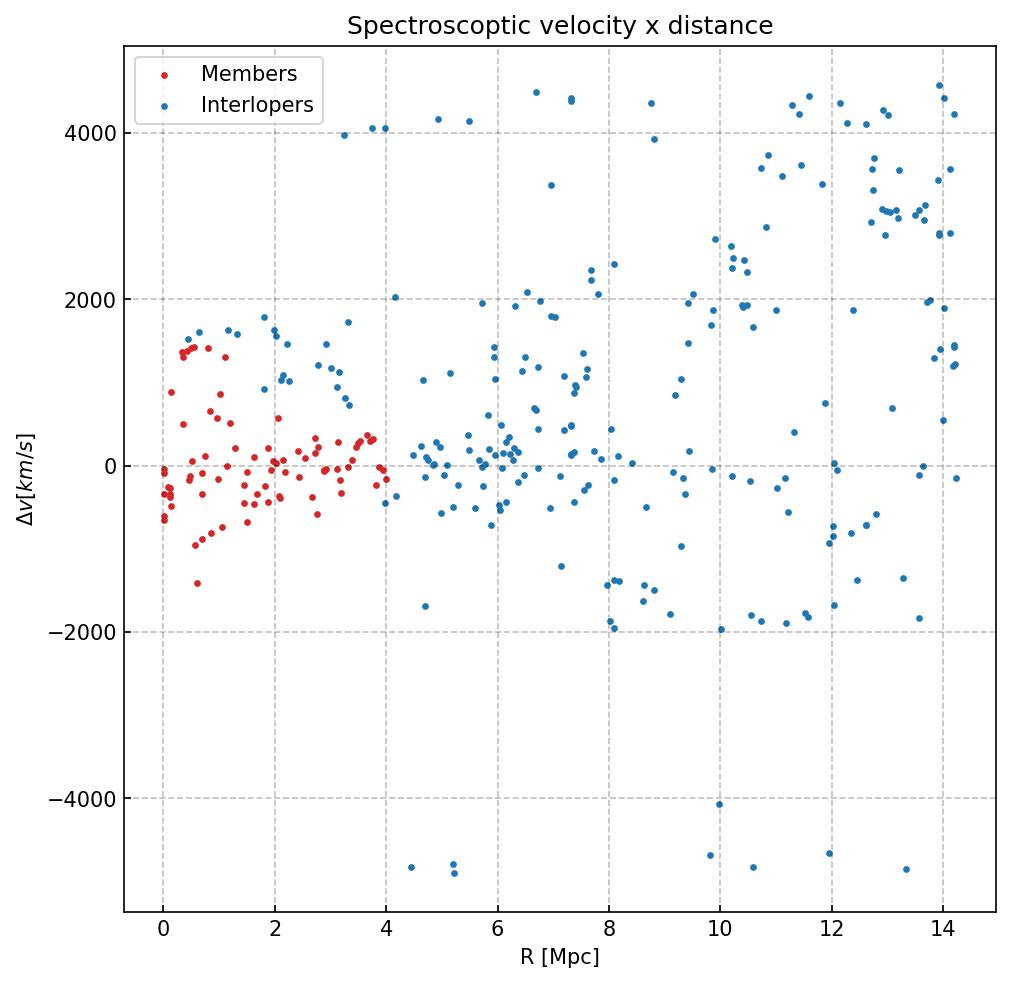 Spectroscoptic velocity x distance
Members
Interlopers
4000
2000
0
−2000
−4000
Δv[km/s]
0 2 4 6 8 10 12 14
R [Mpc]